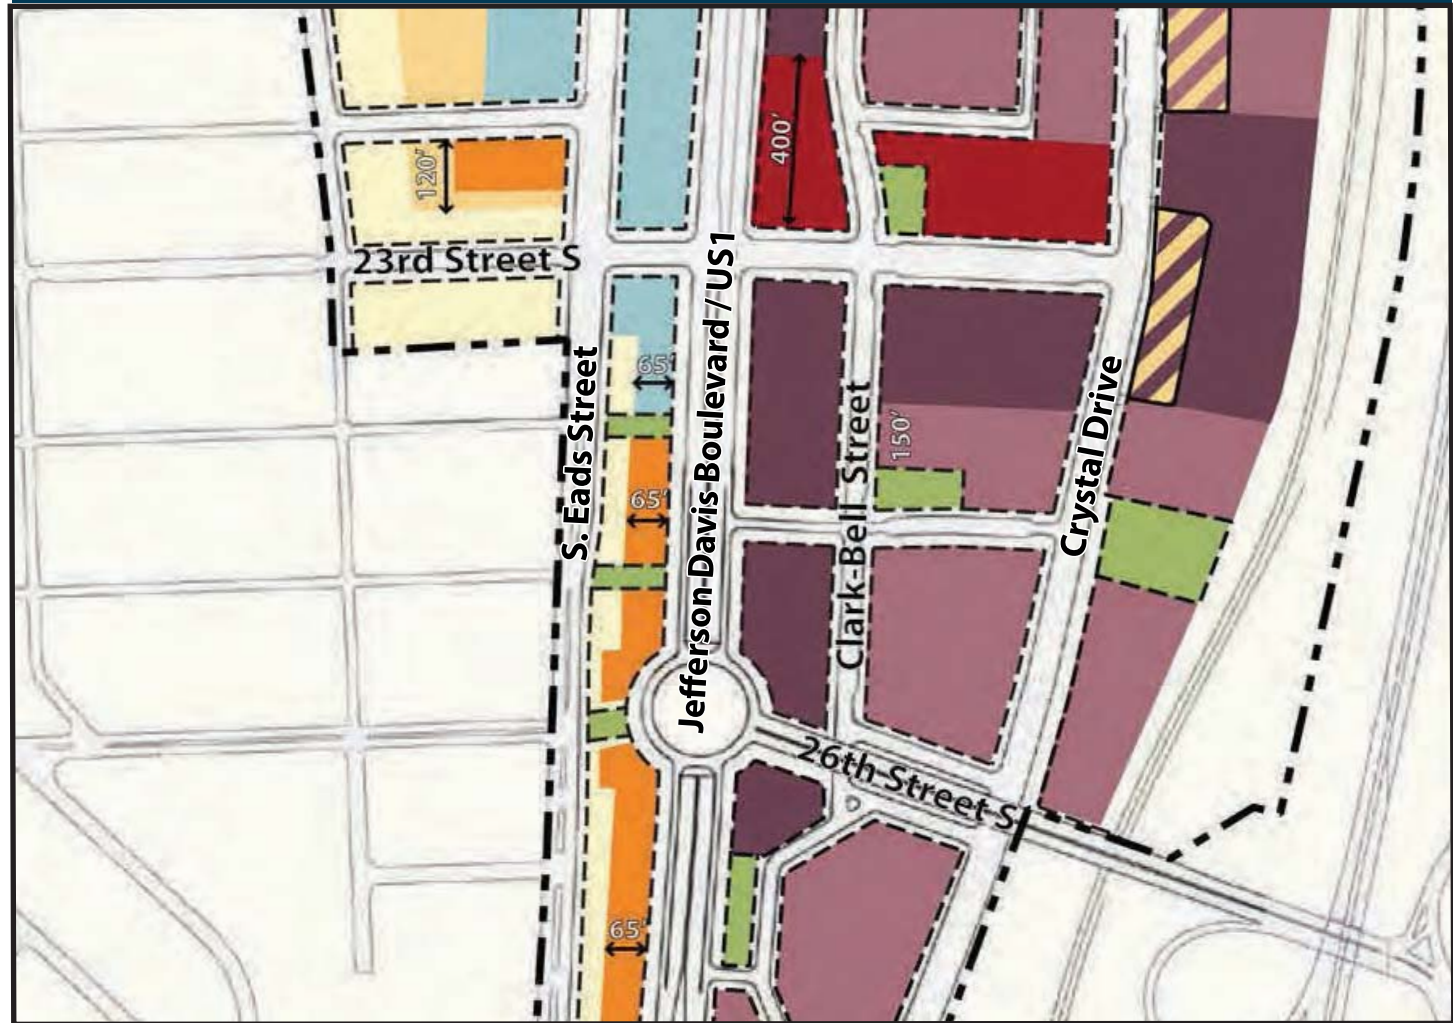 400’
120’
23rd Street S
65’
S. Eads Street
Jefferson-Davis Boulevard / US1
Clark-Bell Street
150’
Crystal Drive
65’
26th Street S
65’